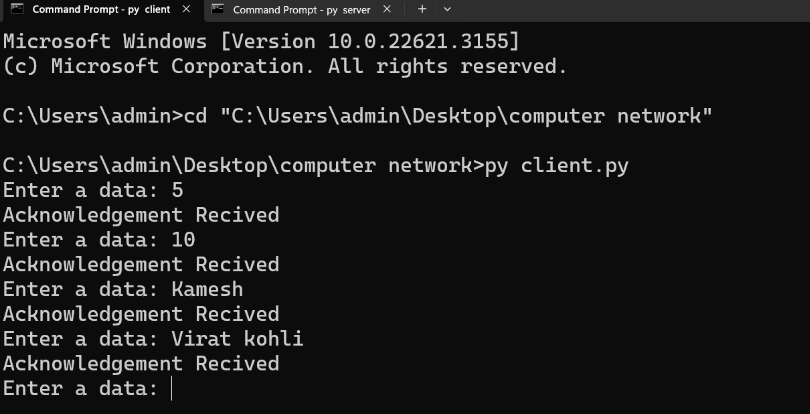 Command Prompt - py client
Command Prompt - py server
Microsoft Windows [Version 10.0.22621.3155]
(c) Microsoft Corporation. All rights reserved.
C:\Users\admin>cd "C:\Users\admin\Desktop\computer network"
C:\Users\admin\Desktop\computer network>py client.py
Enter a data: 5
Acknowledgement Recived
Enter a data: 10
Acknowledgement Recived
Enter a data: Kamesh
Acknowledgement Recived
Enter a data: Virat kohli
Acknowledgement Recived
Enter a data: